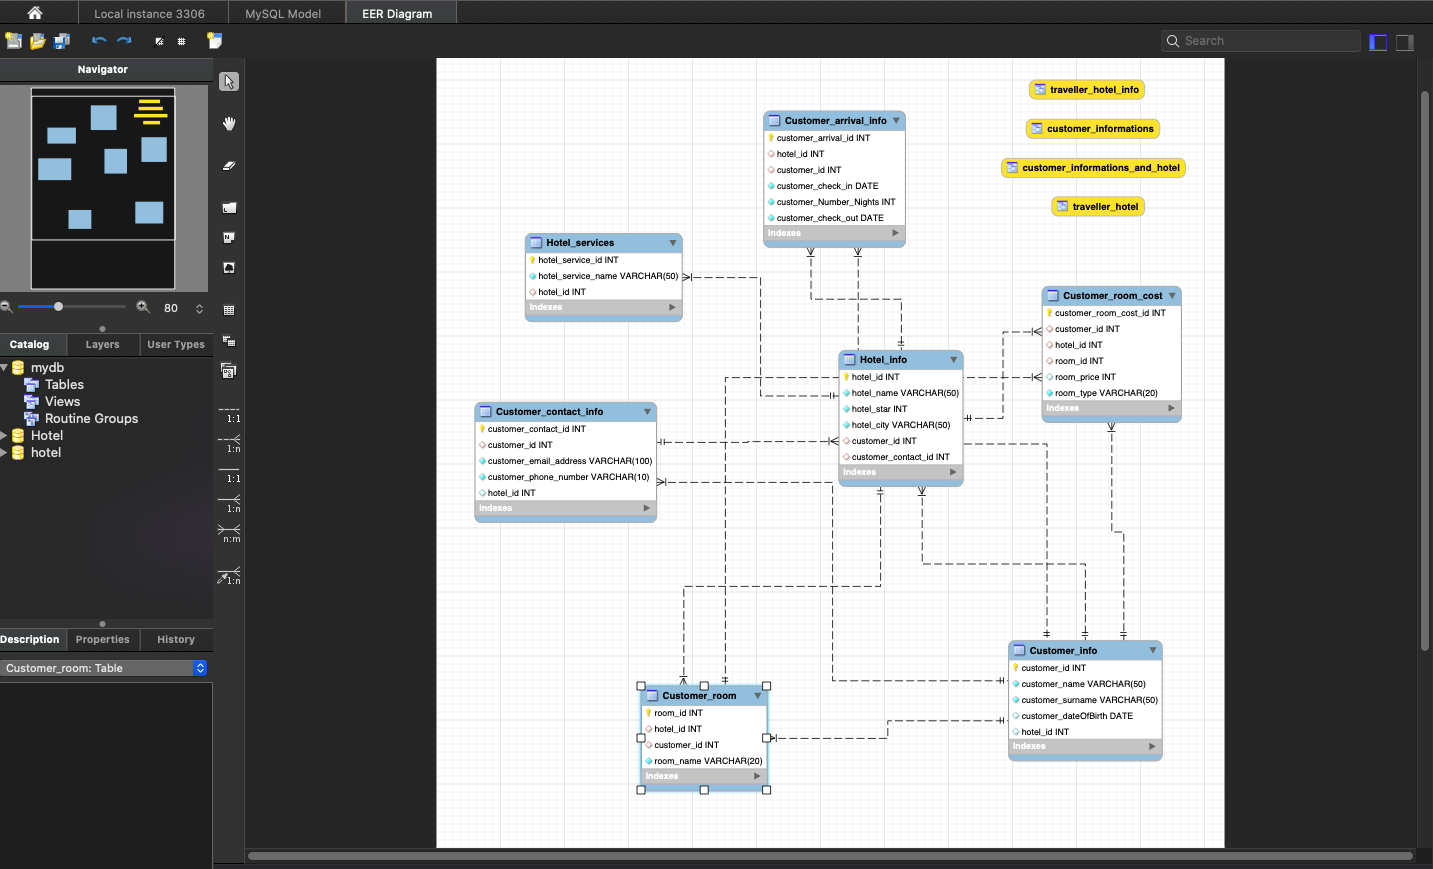 Local instance 3306
MySQL Model
EER Diagram
Search
Navigator
80
Catalog
Layers
User Types
mydb
Tables
Views
Routine Groups
Hotel
hotel
Description
Properties
History
Customer_room: Table
1:1
1:n
1:1
1:n
n:m
1:n
traveller_hotel_info
customer_informations
customer_informations_and_hotel
traveller_hotel
Customer_arrival_info
customer_arrival_id INT
hotel_id INT
customer_id INT
customer_check_in DATE
customer_Number_Nights INT
customer_check_out DATE
Indexes
Hotel_services
hotel_service_id INT
hotel_service_name VARCHAR(50)
hotel_id INT
Indexes
Customer_room_cost
customer_room_cost_id INT
customer_id INT
hotel_id INT
room_id INT
room_price INT
room_type VARCHAR(20)
Indexes
Hotel_info
hotel_id INT
hotel_name VARCHAR(50)
hotel_star INT
hotel_city VARCHAR(50)
customer_id INT
customer_contact_id INT
Indexes
Customer_contact_info
customer_contact_id INT
customer_id INT
customer_email_address VARCHAR(100)
customer_phone_number VARCHAR(10)
hotel_id INT
Indexes
Customer_info
customer_id INT
customer_name VARCHAR(50)
customer_surname VARCHAR(50)
customer_dateOfBirth DATE
hotel_id INT
Indexes
Customer_room
room_id INT
hotel_id INT
customer_id INT
room_name VARCHAR(20)
Indexes